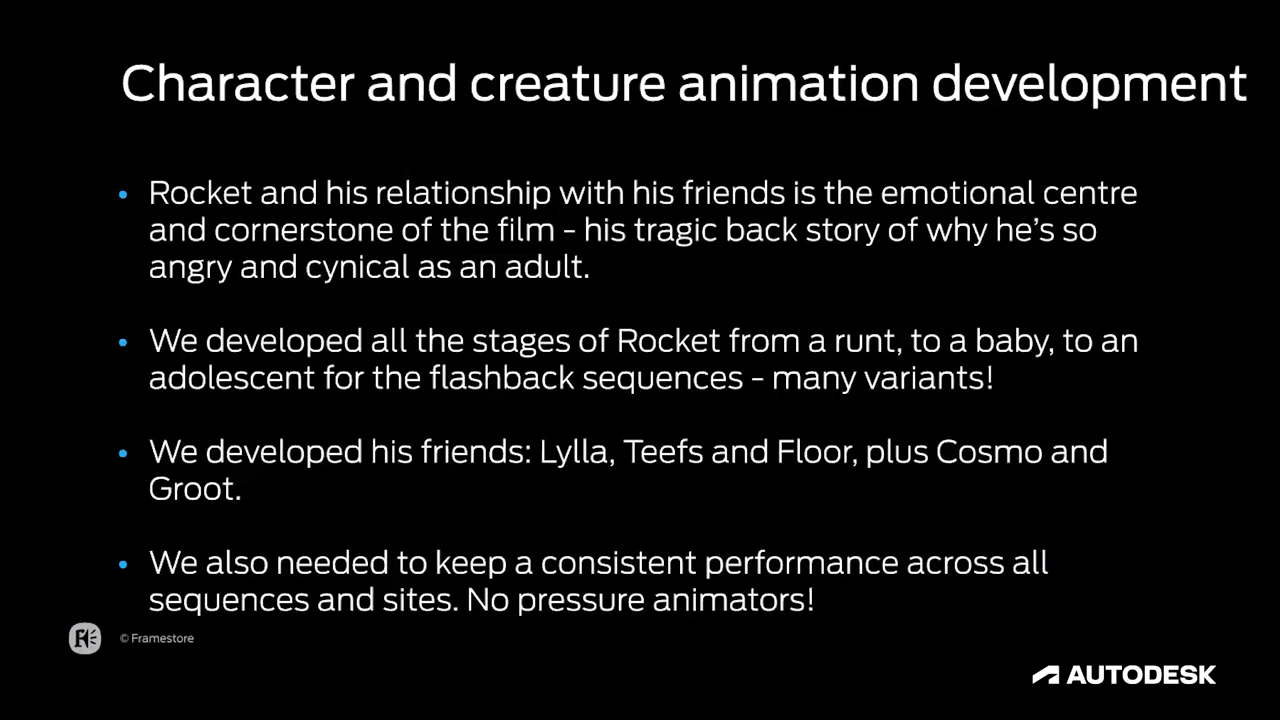 Character and creature animation development
• Rocket and his relationship with his friends is the emotional centre
and cornerstone of the film - his tragic back story of why he's so
angry and cynical as an adult.
• We developed all the stages of Rocket from a runt, to a baby, to an
adolescent for the flashback sequences - many variants!
• We developed his friends: Lylla, Teefs and Floor, plus Cosmo and
Groot.
• We also needed to keep a consistent performance across all
sequences and sites. No pressure animators!
© Framestore
AUTODESK